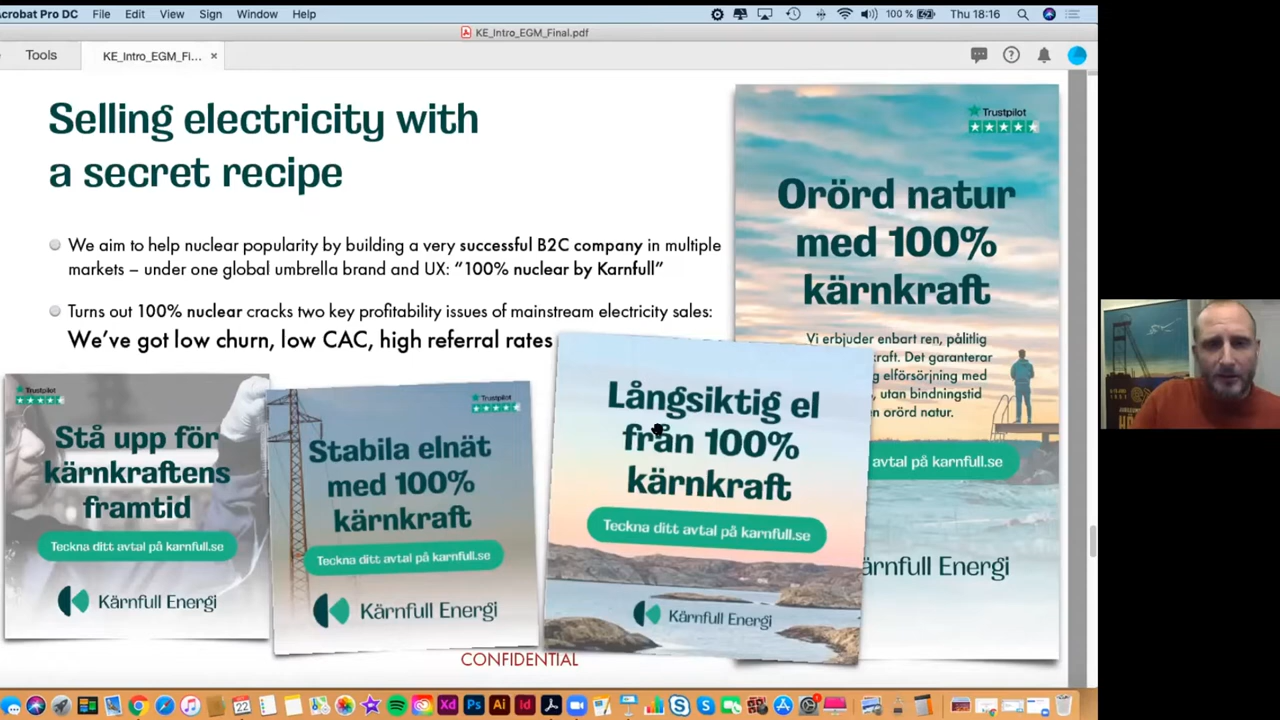 Acrobat Pro DC File Edit View Sign Window Help 100 % Thu 18:16
KE_Intro_EGM_Final.pdf
Tools KE_Intro_EGM_Fi... ×
Selling electricity with
a secret recipe
We aim to help nuclear popularity by building a very successful B2C company in multiple
markets – under one global umbrella brand and UX: “100% nuclear by Karnfull”
Turns out 100% nuclear cracks two key profitability issues of mainstream electricity sales:
We’ve got low churn, low CAC, high referral rates
Trustpilot
Orörd natur
med 100%
kärnkraft
Vi erbjuder enbart ren, pålitlig
kraft. Det garanterar
elförsörjning med
utan bindningstid
orörd natur.
avtal på karnfull.se
ärnfull Energi
Trustpilot
Stå upp för
kärnkraftens
framtid
Teckna ditt avtal på karnfull.se
Kärnfull Energi
Trustpilot
Stabila elnät
med 100%
kärnkraft
Teckna ditt avtal på karnfull.se
Kärnfull Energi
Långsiktig el
från 100%
kärnkraft
Teckna ditt avtal på karnfull.se
Kärnfull Energi
CONFIDENTIAL
22 Xd Ps Ai Id